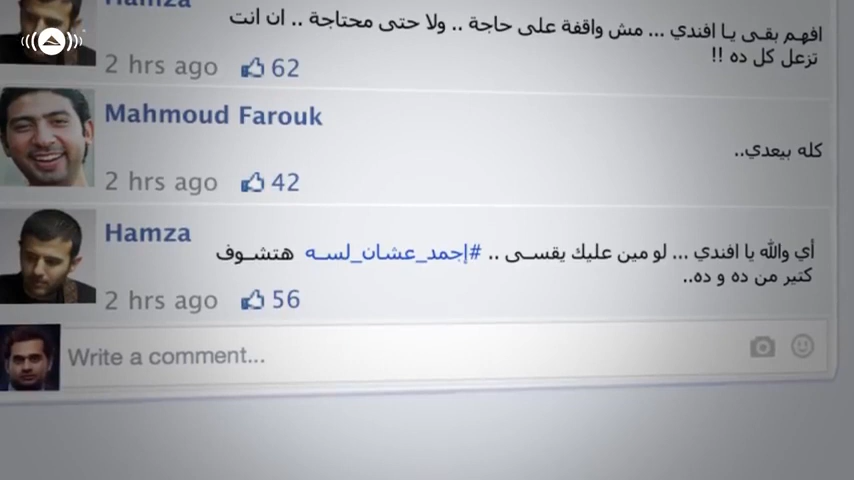 Hamza
افهم بقى يا افندي ... مش واقفة على حاجة .. ولا حتى محتاجة .. ان انت
تزعل كل ده !!
2 hrs ago 62
Mahmoud Farouk
كله بيعدي..
2 hrs ago 42
Hamza
أي والله يا افندي ... لو مين عليك يقسى .. #إجمد_عشان_لسه هتشوف
كتير من ده و ده..
2 hrs ago 56
Write a comment...